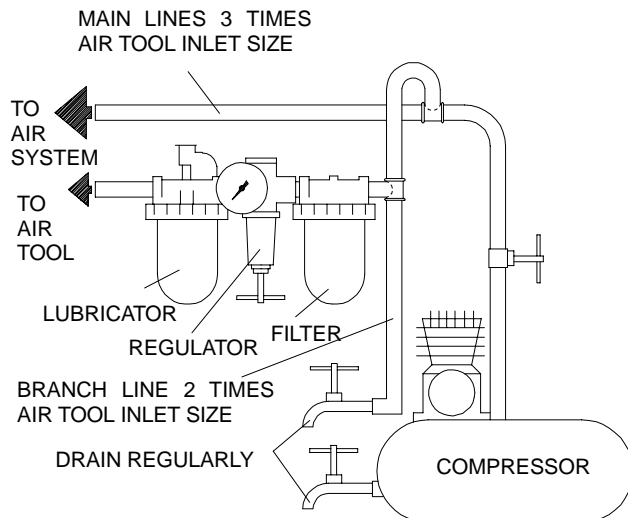 MAIN LINES 3 TIMES
AIR TOOL INLET SIZE
TO
AIR
SYSTEM
TO
AIR
TOOL
LUBRICATOR
REGULATOR
FILTER
BRANCH LINE 2 TIMES
AIR TOOL INLET SIZE
DRAIN REGULARLY
COMPRESSOR